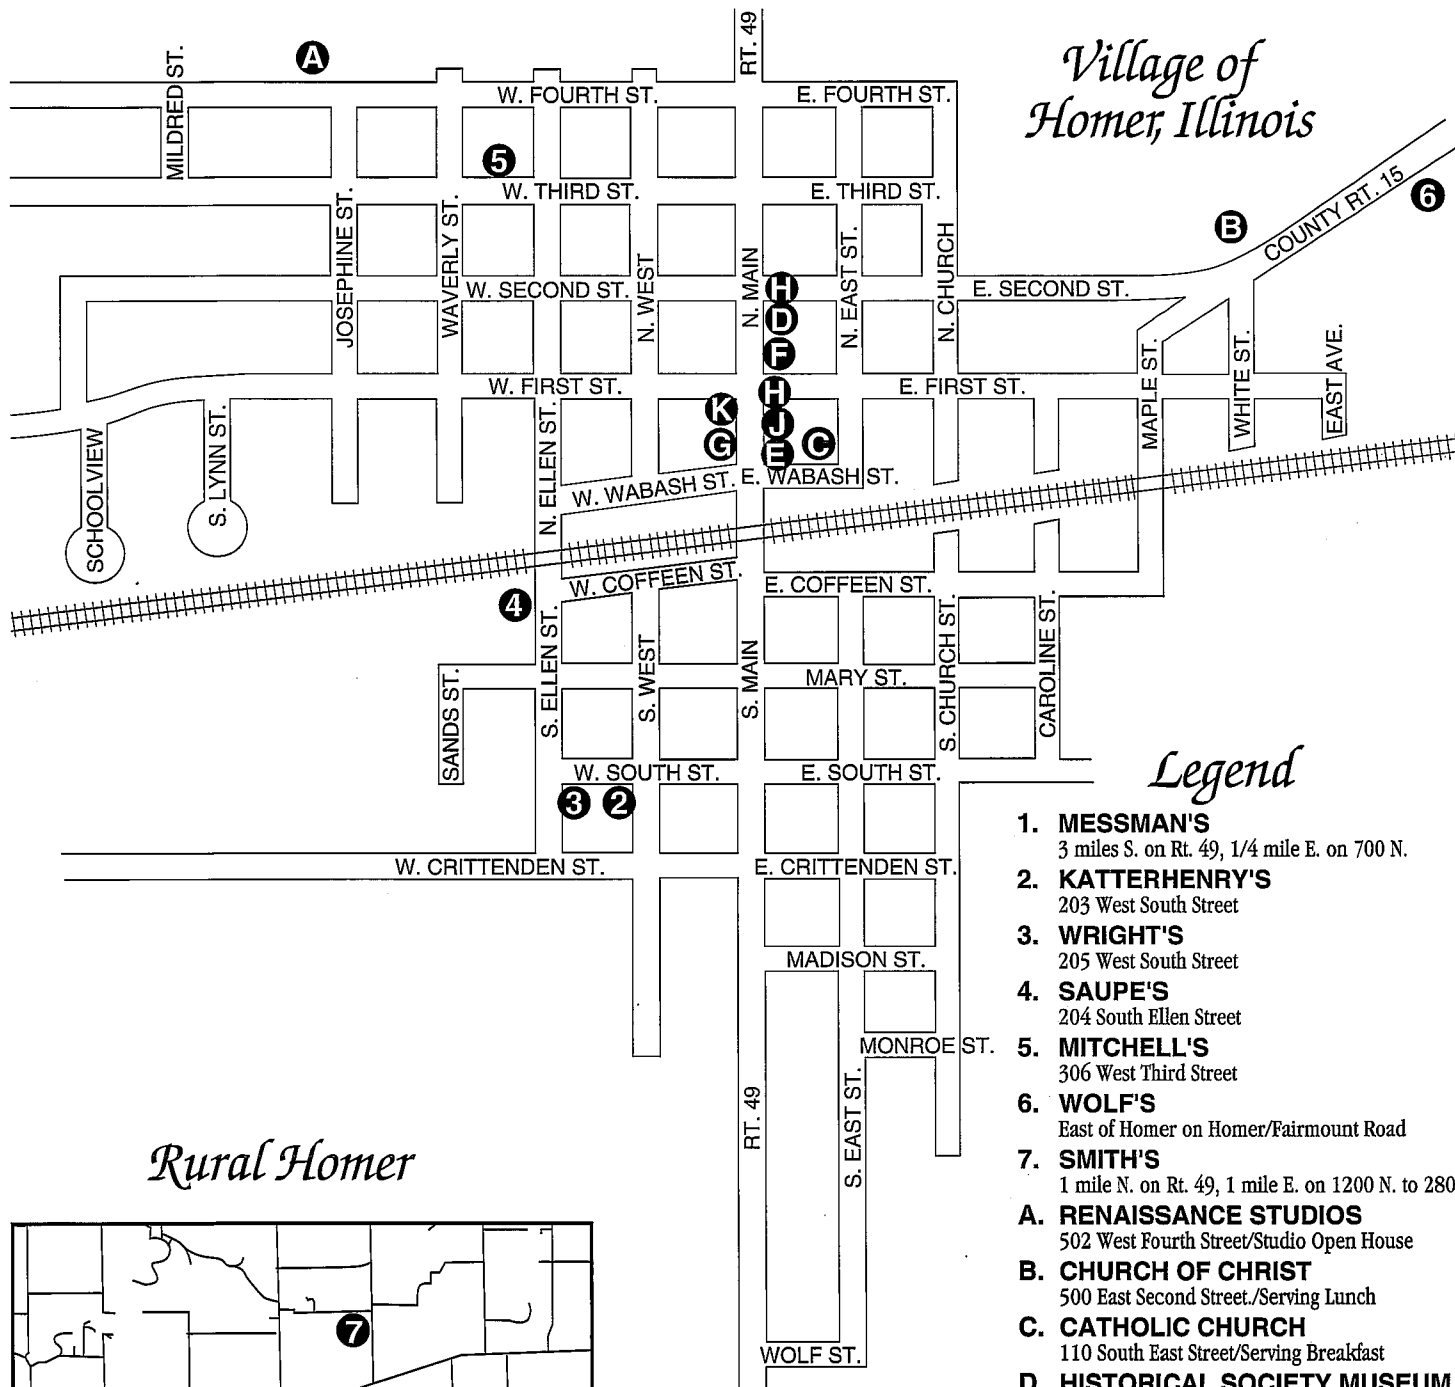 Village of
Homer, Illinois
RT. 49
A
MILDRED ST.
W. FOURTH ST.
E. FOURTH ST.
5
W. THIRD ST.
E. THIRD ST.
COUNTY RT. 15
6
B
JOSEPHINE ST.
WAVERLY ST.
N. WEST
N. MAIN
N. EAST ST.
N. CHURCH
W. SECOND ST.
H
E. SECOND ST.
D
F
W. FIRST ST.
E. FIRST ST.
MAPLE ST.
WHITE ST.
EAST AVE.
H
K
J
G
E
C
SCHOOLVIEW
S. LYNN ST.
N. ELLEN ST.
W. WABASH ST.
E. WABASH ST.
W. COFFEEN ST.
E. COFFEEN ST.
4
SANDS ST.
S. ELLEN ST.
S. WEST
S. MAIN
MARY ST.
S. CHURCH ST.
CAROLINE ST.
W. SOUTH ST.
E. SOUTH ST.
3
2
W. CRITTENDEN ST.
E. CRITTENDEN ST.
MADISON ST.
MONROE ST.
RT. 49
S. EAST ST.
WOLF ST.
Legend
1. MESSMAN'S
3 miles S. on Rt. 49, 1/4 mile E. on 700 N.
2. KATTERHENRY'S
203 West South Street
3. WRIGHT'S
205 West South Street
4. SAUPE'S
204 South Ellen Street
5. MITCHELL'S
306 West Third Street
6. WOLF'S
East of Homer on Homer/Fairmount Road
7. SMITH'S
1 mile N. on Rt. 49, 1 mile E. on 1200 N. to 280
A. RENAISSANCE STUDIOS
502 West Fourth Street/Studio Open House
B. CHURCH OF CHRIST
500 East Second Street./Serving Lunch
C. CATHOLIC CHURCH
110 South East Street/Serving Breakfast
D. HISTORICAL SOCIETY MUSEUM
Rural Homer
7